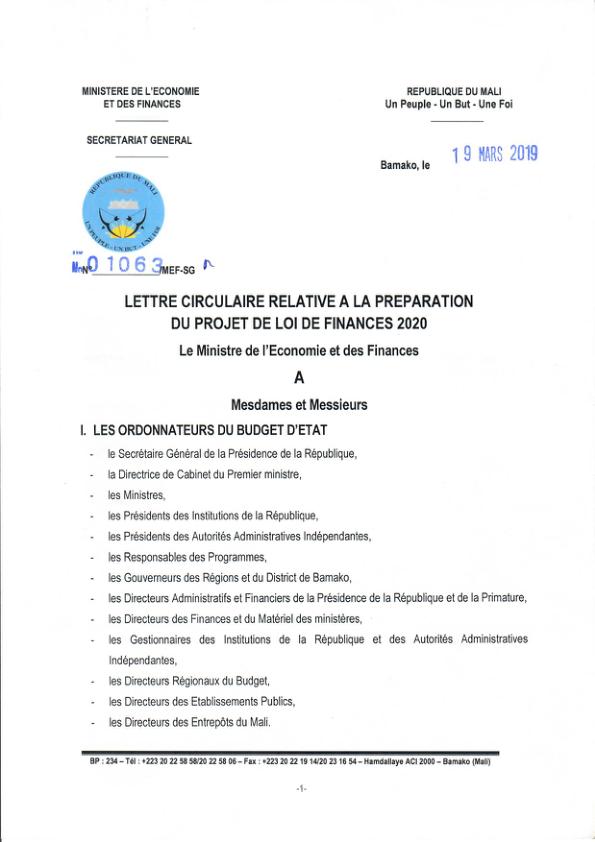 MINISTERE DE L'ECONOMIE
ET DES FINANCES
REPUBLIQUE DU MALI
Un Peuple - Un But - Une Foi
SECRETARIAT GENERAL
Bamako, le 19 MARS 2019
REPUBLIQUE DU MALI
UN PEUPLE - UN BUT - UNE FOI
N° 01063/MEF-SG
LETTRE CIRCULAIRE RELATIVE A LA PREPARATION
DU PROJET DE LOI DE FINANCES 2020
Le Ministre de l'Economie et des Finances
A
Mesdames et Messieurs
I. LES ORDONNATEURS DU BUDGET D'ETAT
- le Secrétaire Général de la Présidence de la République,
- la Directrice de Cabinet du Premier ministre,
- les Ministres,
- les Présidents des Institutions de la République,
- les Présidents des Autorités Administratives Indépendantes,
- les Responsables des Programmes,
- les Gouverneurs des Régions et du District de Bamako,
- les Directeurs Administratifs et Financiers de la Présidence de la République et de la Primature,
- les Directeurs des Finances et du Matériel des ministères,
- les Gestionnaires des Institutions de la République et des Autorités Administratives
Indépendantes,
- les Directeurs Régionaux du Budget,
- les Directeurs des Etablissements Publics,
- les Directeurs des Entrepôts du Mali.
BP : 234 – Tél : +223 20 22 58 58/20 22 58 06 – Fax : +223 20 22 19 14/20 23 16 54 – Hamdallaye ACI 2000 – Bamako (Mali)
-1-